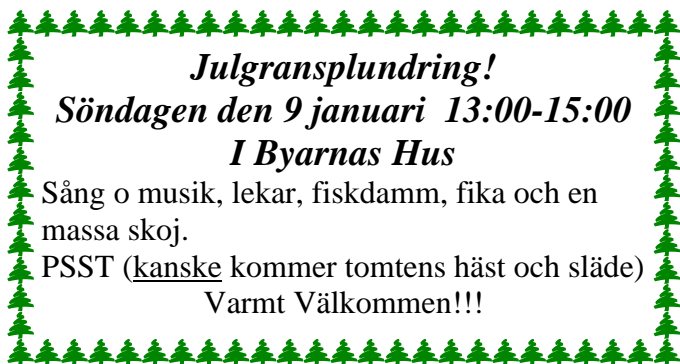 Julgransplundring!
Söndagen den 9 januari  13:00-15:00
I Byarnas Hus
Sång o musik, lekar, fiskdamm, fika och en
massa skoj.
PSST (kanske kommer tomtens häst och släde)
Varmt Välkommen!!!